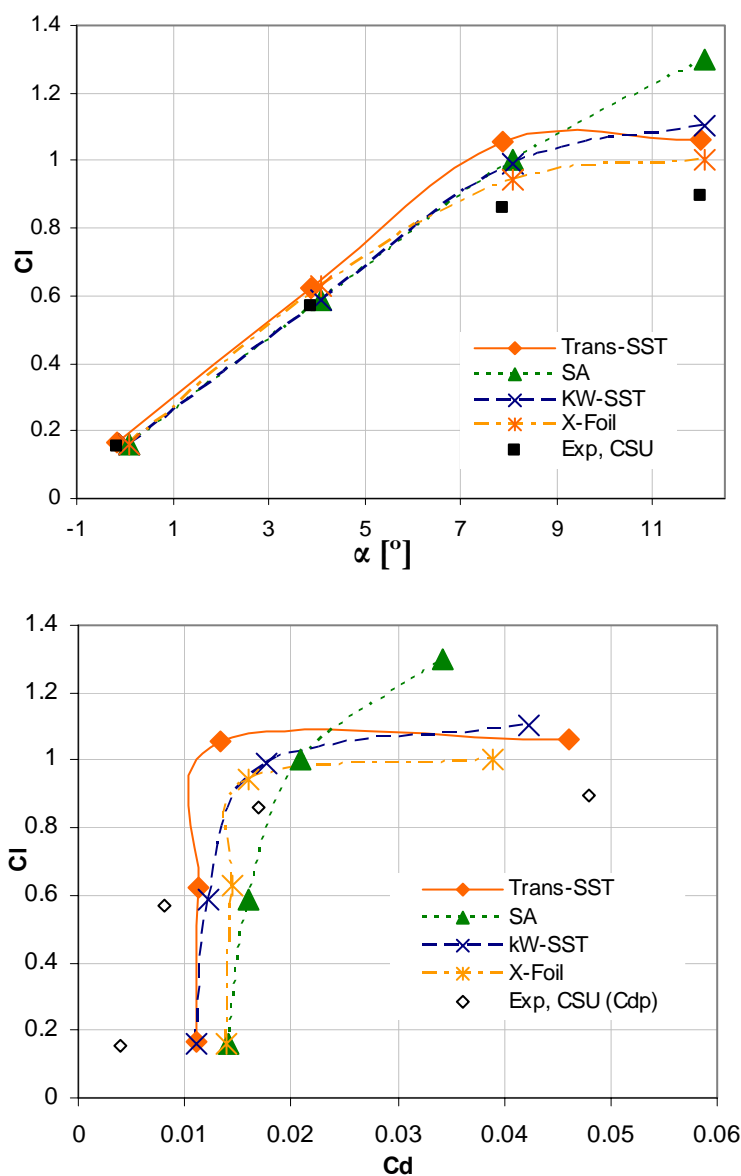 1.4
1.2
1
0.8
0.6
0.4
0.2
0
Cl
-1 1 3 5 7 9 11
α [º]
Trans-SST
SA
KW-SST
X-Foil
Exp, CSU
1.4
1.2
1
0.8
0.6
0.4
0.2
0
Cl
0 0.01 0.02 0.03 0.04 0.05 0.06
Cd
Trans-SST
SA
kW-SST
X-Foil
Exp, CSU (Cdp)